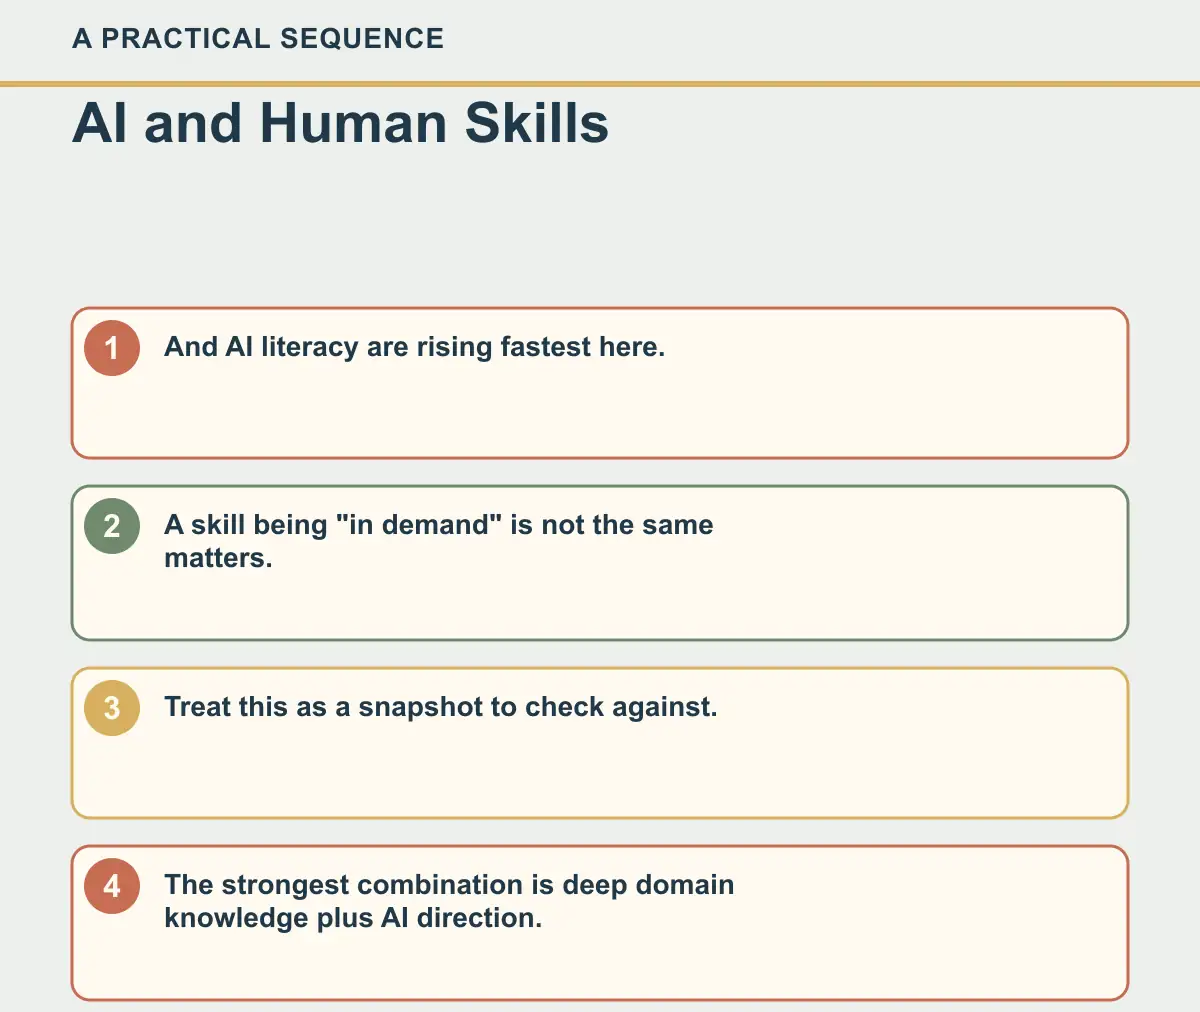 A PRACTICAL SEQUENCE
AI and Human Skills
1
And AI literacy are rising fastest here.
2
A skill being "in demand" is not the same
matters.
3
Treat this as a snapshot to check against.
4
The strongest combination is deep domain
knowledge plus AI direction.